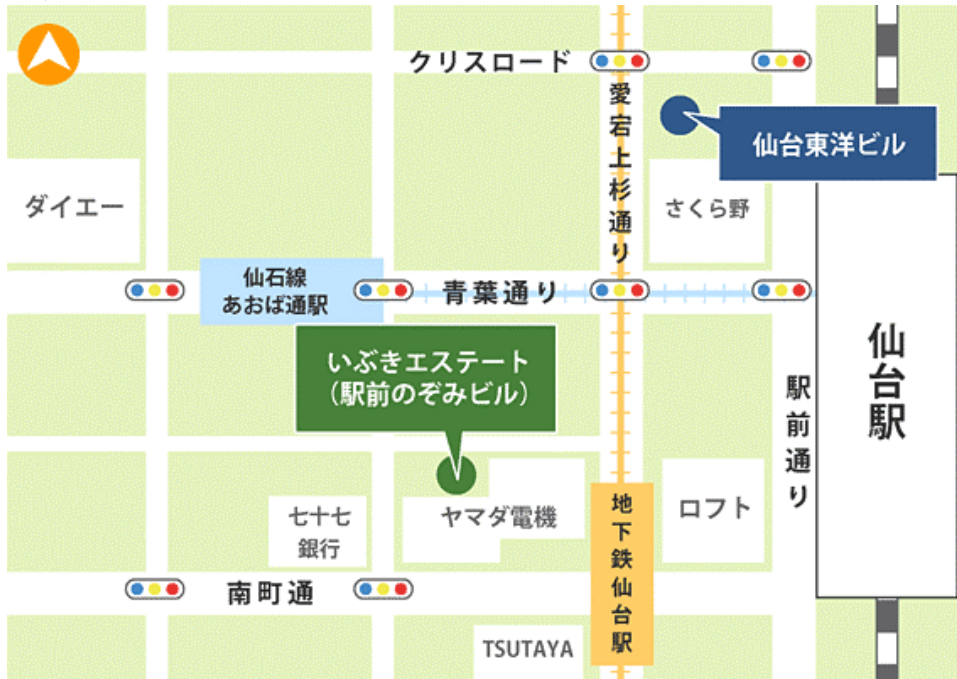 クリスロード
愛宕上杉通り
仙台東洋ビル
ダイエー
さくら野
仙石線
あおば通駅
青葉通り
仙台駅
いぶきエステート
（駅前のぞみビル）
駅前通り
七十七
銀行
ヤマダ電機
地下鉄仙台駅
ロフト
南町通
TSUTAYA